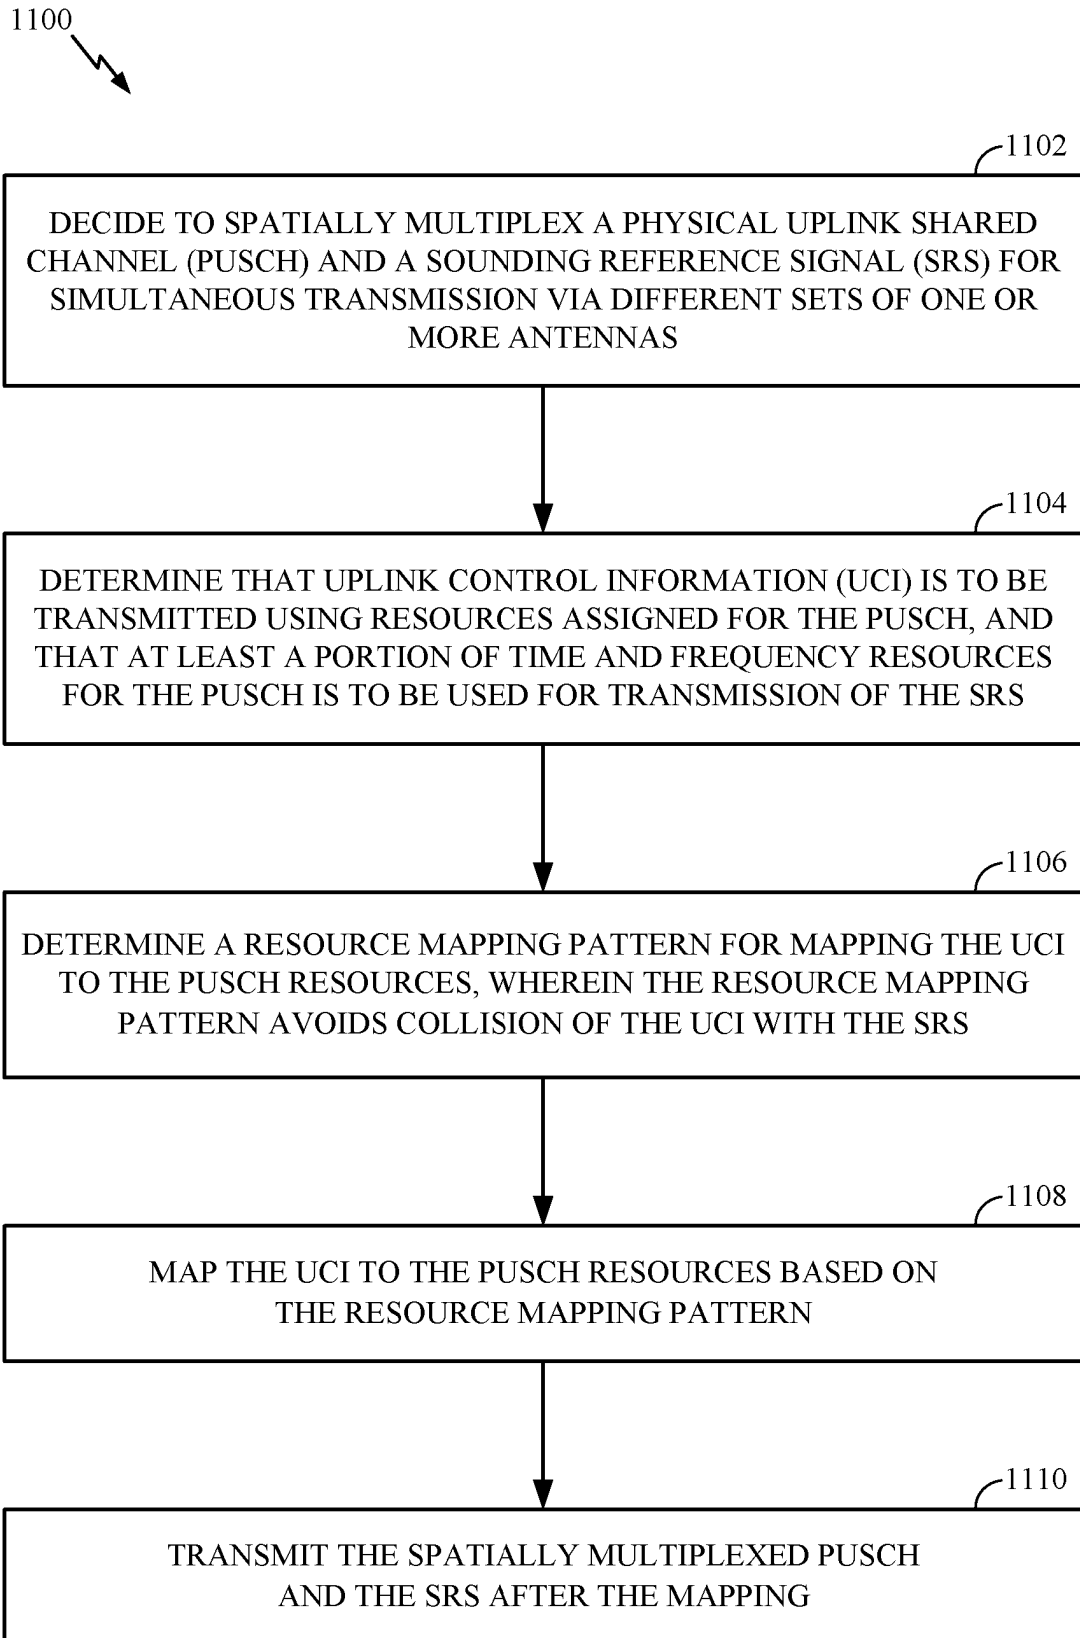 1100
1102
DECIDE TO SPATIALLY MULTIPLEX A PHYSICAL UPLINK SHARED
CHANNEL (PUSCH) AND A SOUNDING REFERENCE SIGNAL (SRS) FOR
SIMULTANEOUS TRANSMISSION VIA DIFFERENT SETS OF ONE OR
MORE ANTENNAS
1104
DETERMINE THAT UPLINK CONTROL INFORMATION (UCI) IS TO BE
TRANSMITTED USING RESOURCES ASSIGNED FOR THE PUSCH, AND
THAT AT LEAST A PORTION OF TIME AND FREQUENCY RESOURCES
FOR THE PUSCH IS TO BE USED FOR TRANSMISSION OF THE SRS
1106
DETERMINE A RESOURCE MAPPING PATTERN FOR MAPPING THE UCI
TO THE PUSCH RESOURCES, WHEREIN THE RESOURCE MAPPING
PATTERN AVOIDS COLLISION OF THE UCI WITH THE SRS
1108
MAP THE UCI TO THE PUSCH RESOURCES BASED ON
THE RESOURCE MAPPING PATTERN
1110
TRANSMIT THE SPATIALLY MULTIPLEXED PUSCH
AND THE SRS AFTER THE MAPPING